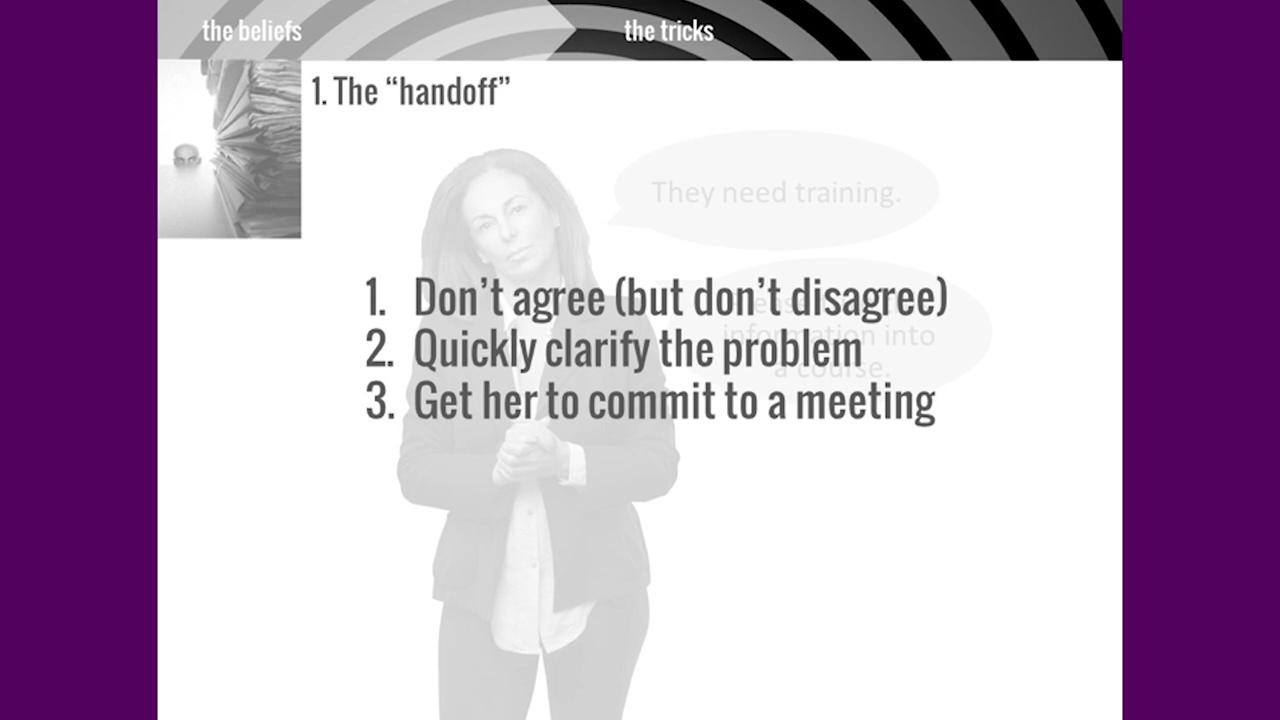 the beliefs
the tricks
1. The “handoff”
They need training.
1. Don’t agree (but don’t disagree)
2. Quickly clarify the problem
3. Get her to commit to a meeting
information into
a course.